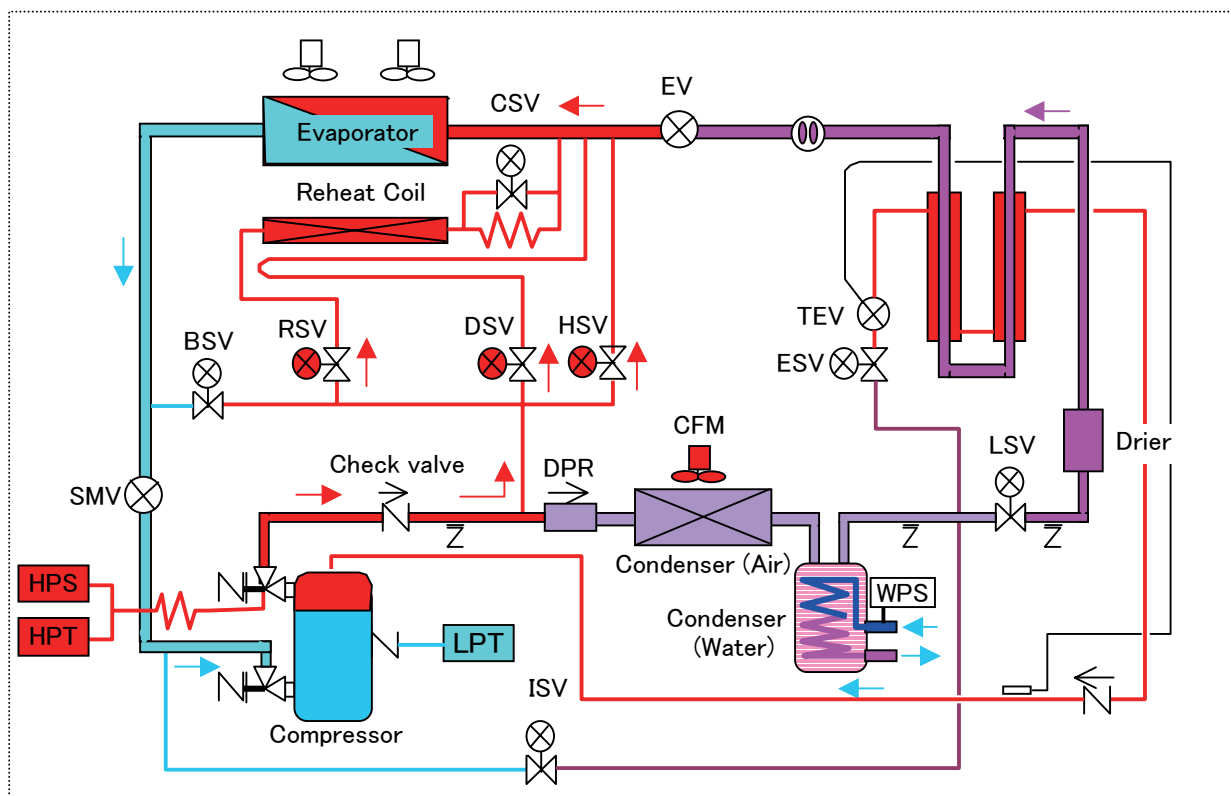 EV
CSV
Evaporator
Reheat Coil
TEV
RSV
DSV
HSV
BSV
ESV
CFM
LSV
Drier
Check valve
DPR
SMV
Condenser (Air)
HPS
WPS
Condenser
(Water)
HPT
LPT
ISV
Compressor
Z
Z
Z